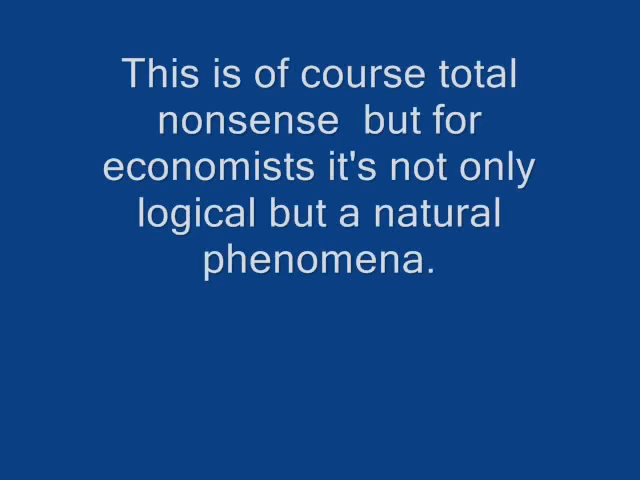 This is of course total
nonsense  but for
economists it's not only
logical but a natural
phenomena.